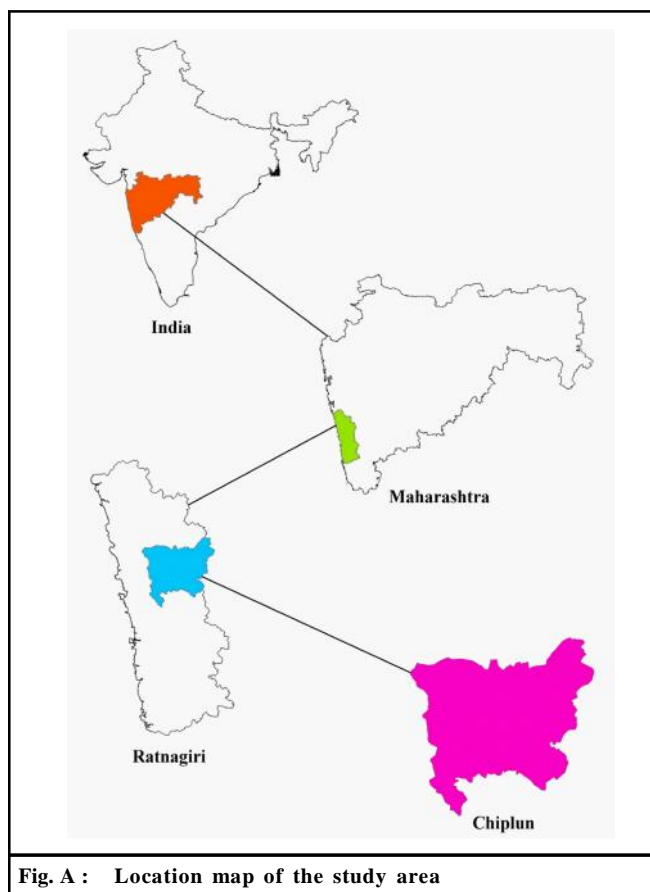 India
Maharashtra
Ratnagiri
Chiplun
Fig. A : Location map of the study area